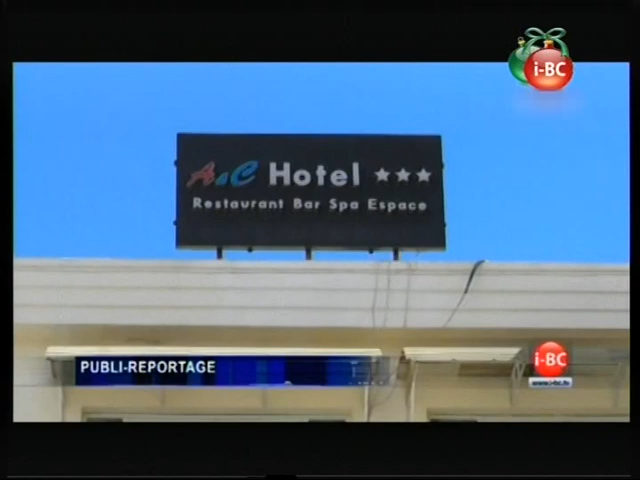 i-BC
A&C Hotel ★★★
Restaurant Bar Spa Espace
PUBLI-REPORTAGE
i-BC
www.i-bc.tv